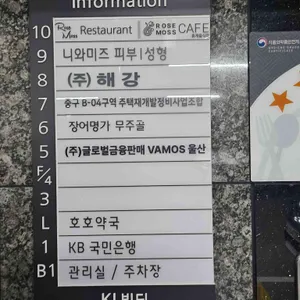 Information
10 Rose Moss Restaurant ROSE MOSS CAFE
9 니와미즈 피부성형
8 (주) 해 강
7 중구 B-04구역 주택재개발정비사업조합
6 장어명가 무주골
5 (주)글로벌금융판매 VAMOS 울산
F/4
3
L 호호약국
1 KB 국민은행
B1 관리실 / 주차장